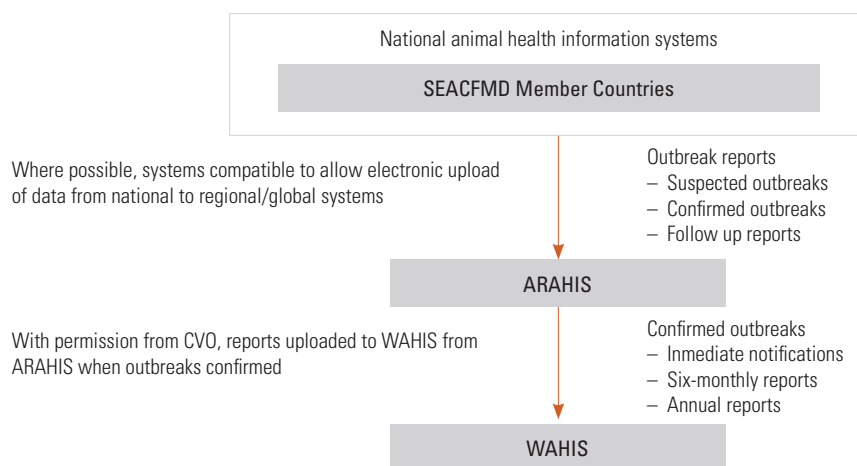 National animal health information systems
SEACFMD Member Countries
Where possible, systems compatible to allow electronic upload
of data from national to regional/global systems
Outbreak reports
– Suspected outbreaks
– Confirmed outbreaks
– Follow up reports
ARAHIS
With permission from CVO, reports uploaded to WAHIS from
ARAHIS when outbreaks confirmed
Confirmed outbreaks
– Inmediate notifications
– Six-monthly reports
– Annual reports
WAHIS